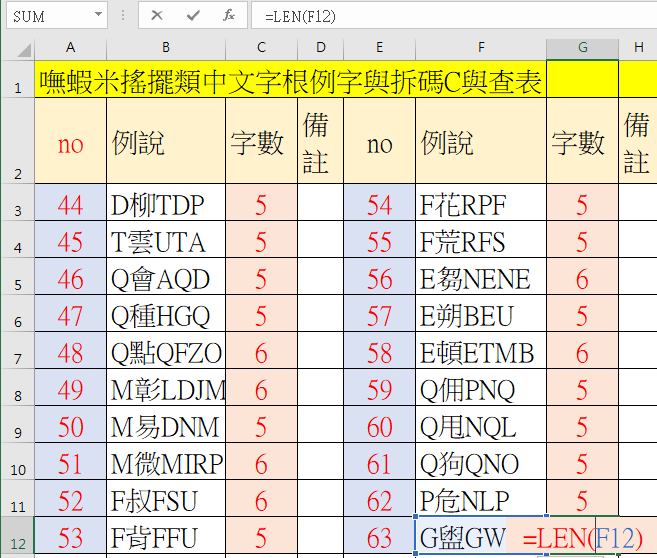 SUM =LEN(F12)
A B C D E F G H
1 嘸蝦米搖擺類中文字根例字與拆碼C與查表
2 no 例說 字數 備註 no 例說 字數 備註
3 44 D柳TDP 5 54 F花RPF 5
4 45 T雲UTA 5 55 F荒RFS 5
5 46 Q會AQD 5 56 E芻NENE 6
6 47 Q種HGQ 5 57 E朔BEU 5
7 48 Q點QFZO 6 58 E頓ETMB 6
8 49 M彰LDJM 6 59 Q佣PNQ 5
9 50 M易DNM 5 60 Q甩NQL 5
10 51 M微MIRP 6 61 Q狗QNO 5
11 52 F叔FSU 6 62 P危NLP 5
12 53 F背FFU 5 63 G盥GW =LEN(F12)